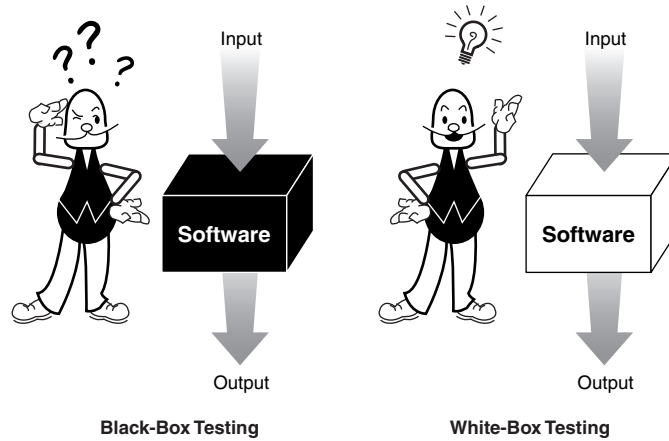 ? ? ?
Input
Software
Output
Black-Box Testing
Input
Software
Output
White-Box Testing